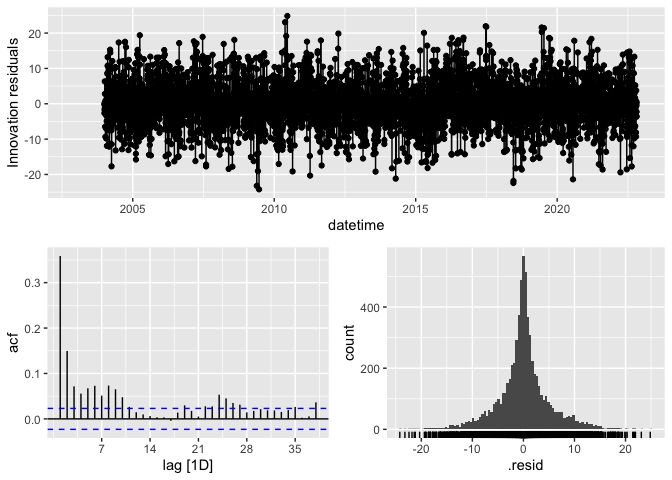 Innovation residuals
20
10
0
-10
-20
2005 2010 2015 2020
datetime
acf
0.3
0.2
0.1
0.0
7 14 21 28 35
lag [1D]
count
400
200
0
-20 -10 0 10 20
.resid